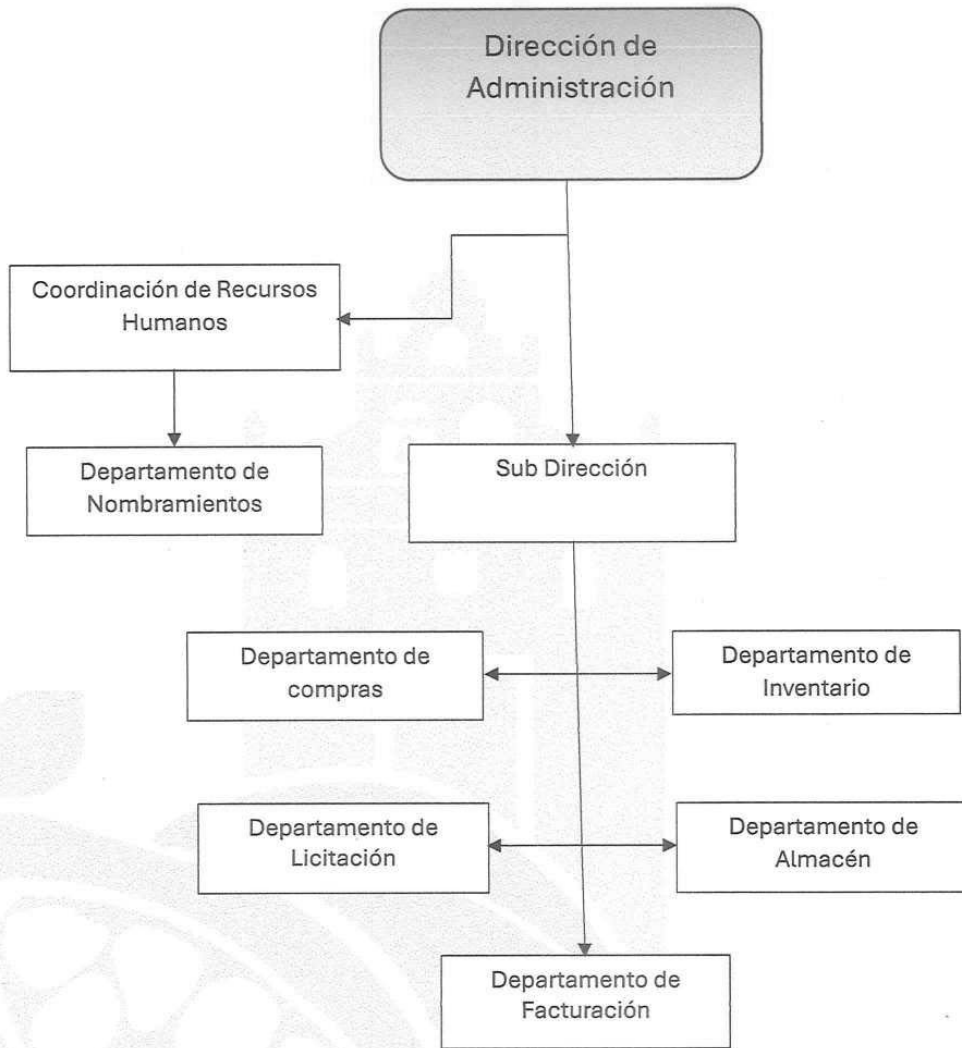 Dirección de
Administración
Coordinación de Recursos
Humanos
Departamento de
Nombramientos
Sub Dirección
Departamento de
compras
Departamento de
Inventario
Departamento de
Licitación
Departamento de
Almacén
Departamento de
Facturación